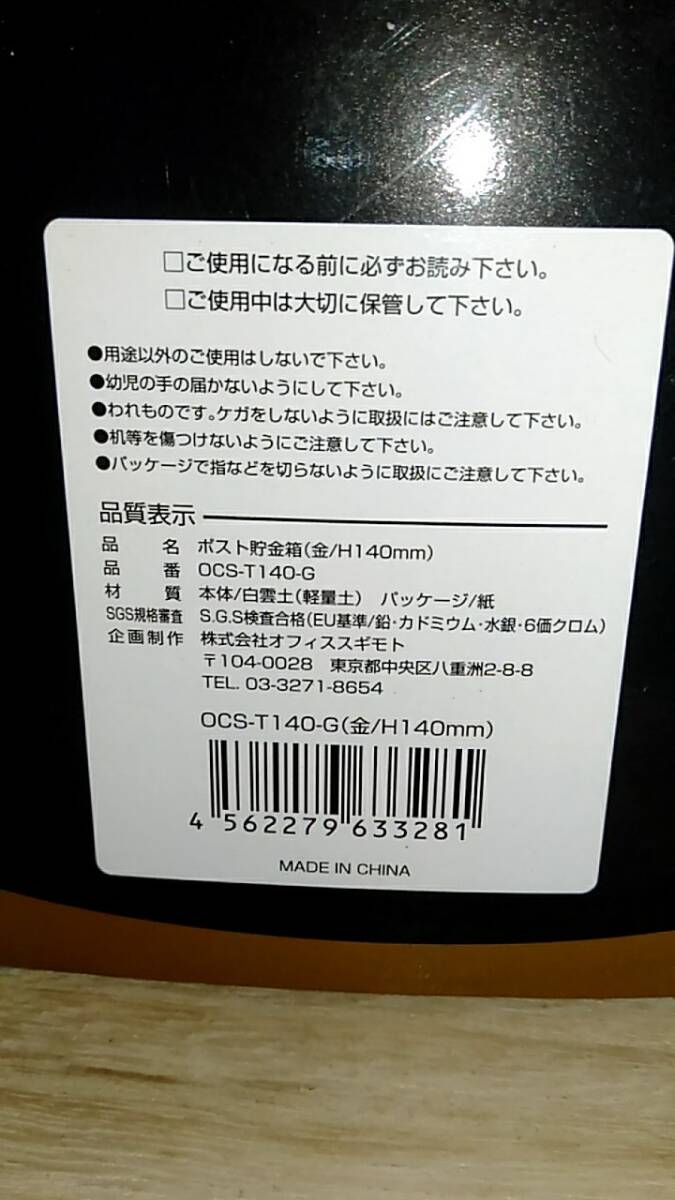 □ご使用になる前に必ずお読み下さい。
□ご使用中は大切に保管して下さい。
●用途以外のご使用はしないで下さい。
●幼児の手の届かないようにして下さい。
●われものです。ケガをしないように取扱にはご注意して下さい。
●机等を傷つけないようにご注意して下さい。
●パッケージで指などを切らないように取扱にご注意して下さい。
品質表示
品 名 ポスト貯金箱(金/H140mm)
品 番 OCS-T140-G
材 質 本体/白雲土(軽量土) パッケージ/紙
SGS規格審査 S.G.S検査合格(EU基準/鉛・カドミウム・水銀・6価クロム)
企画制作 株式会社オフィススギモト
〒104-0028 東京都中央区八重洲2-8-8
TEL. 03-3271-8654
OCS-T140-G(金/H140mm)
4 562279 633281
MADE IN CHINA